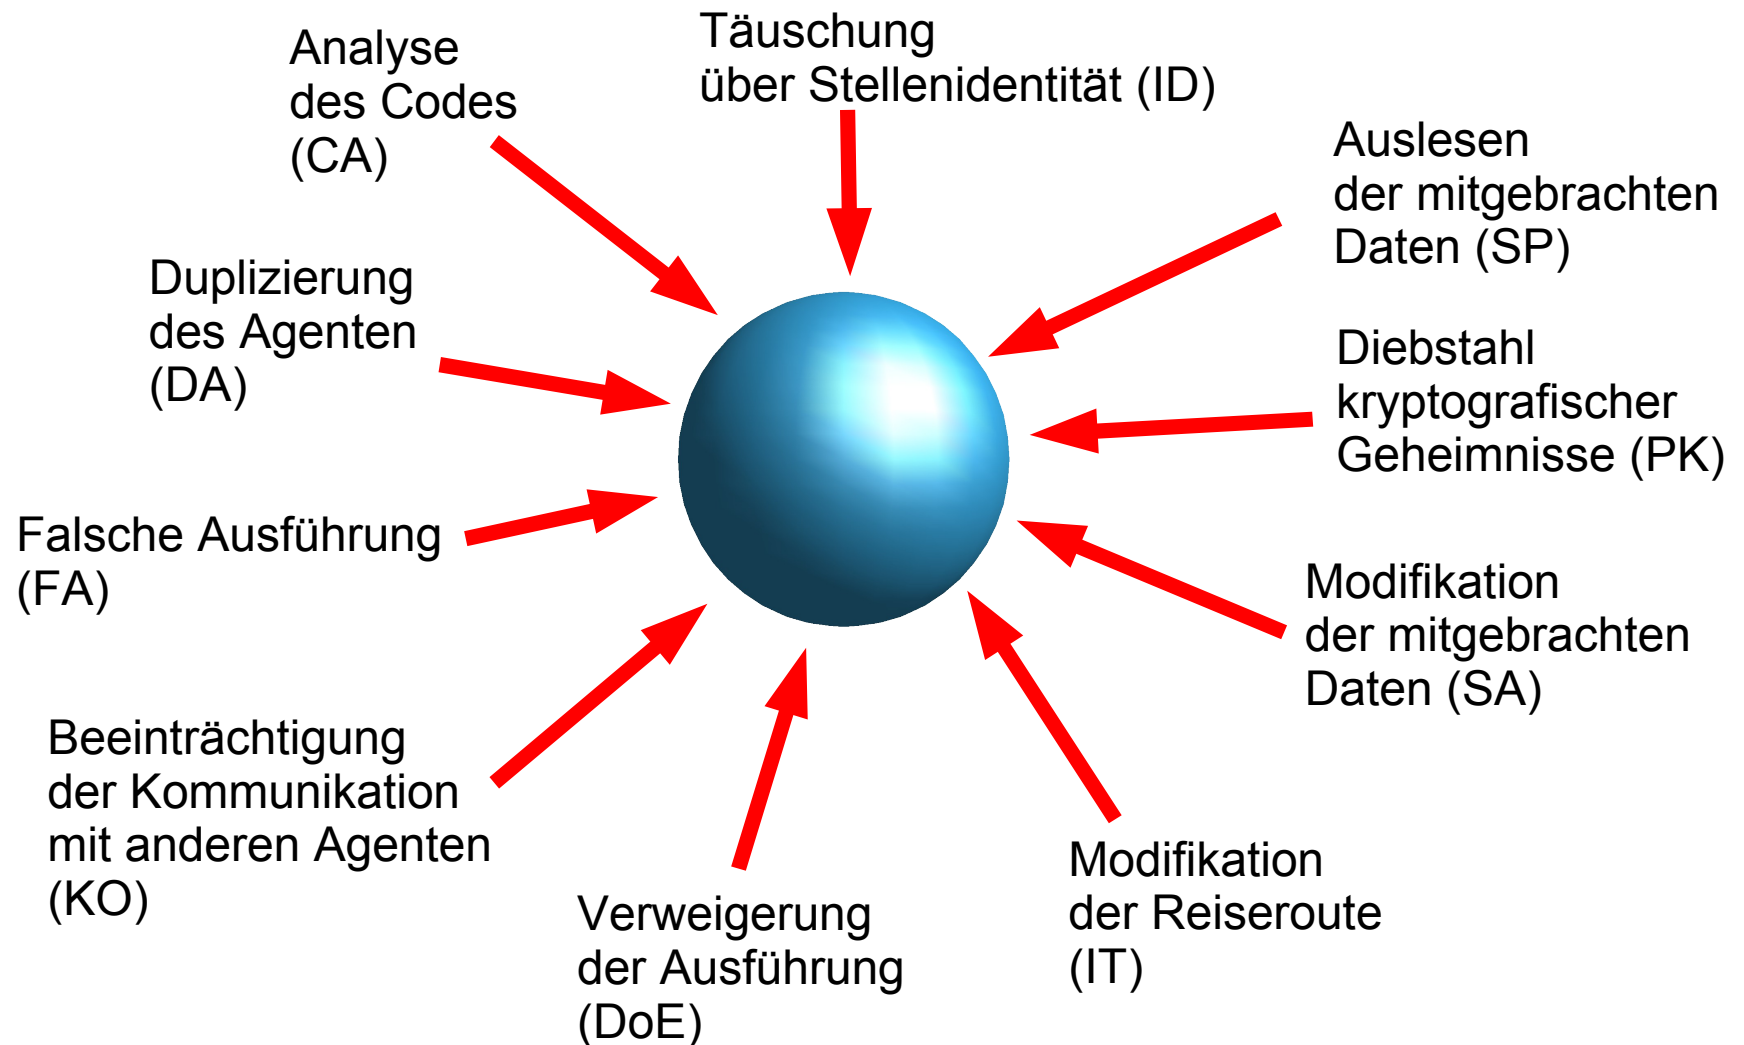 Analyse
des Codes
(CA)
Täuschung
über Stellenidentität (ID)
Auslesen
der mitgebrachten
Daten (SP)
Duplizierung
des Agenten
(DA)
Diebstahl
kryptografischer
Geheimnisse (PK)
Falsche Ausführung
(FA)
Modifikation
der mitgebrachten
Daten (SA)
Beeinträchtigung
der Kommunikation
mit anderen Agenten
(KO)
Verweigerung
der Ausführung
(DoE)
Modifikation
der Reiseroute
(IT)